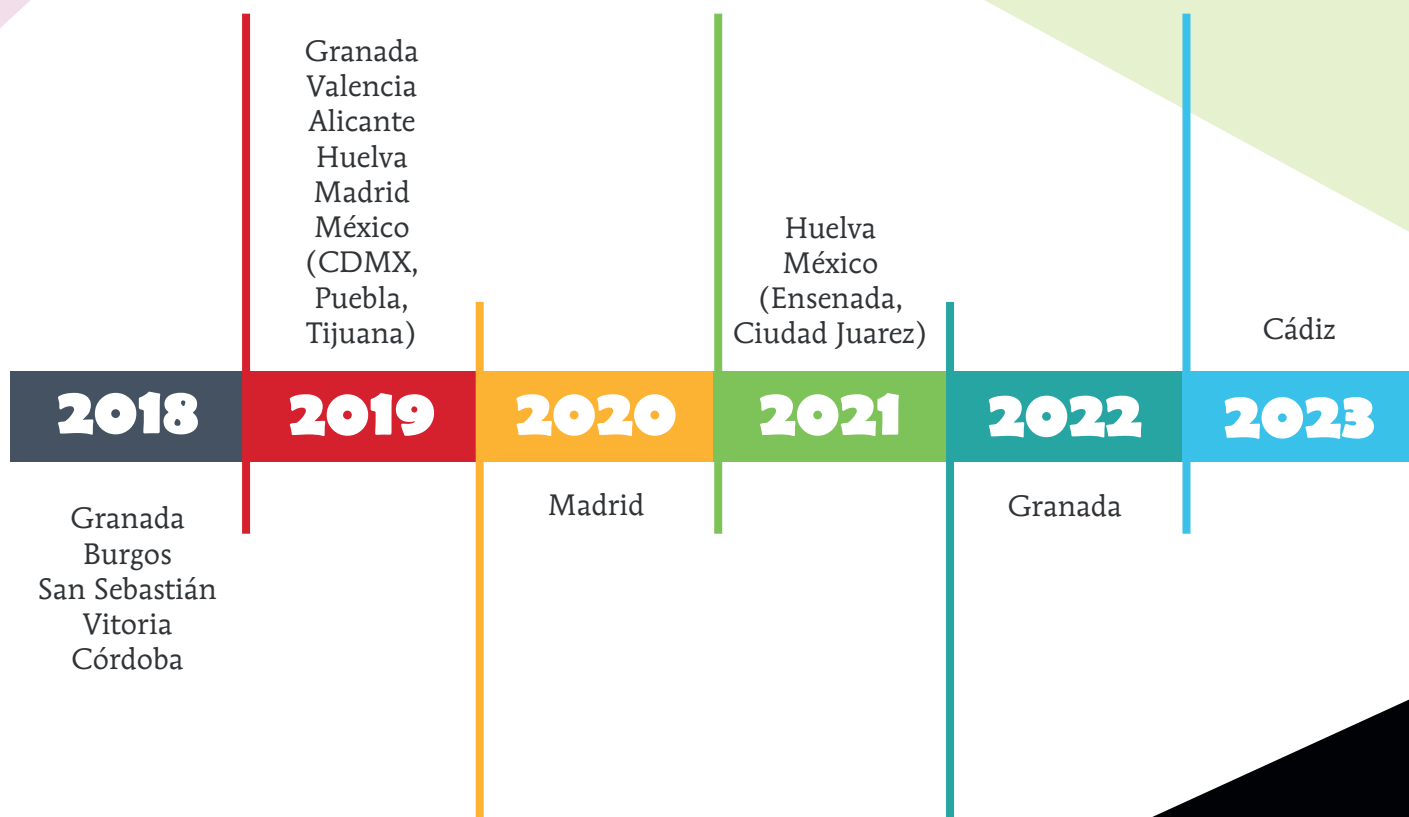 Granada
Valencia
Alicante
Huelva
Madrid
México
(CDMX,
Puebla,
Tijuana)
Huelva
México
(Ensenada,
Ciudad Juarez)
Cádiz
2018
2019
2020
2021
2022
2023
Granada
Burgos
San Sebastián
Vitoria
Córdoba
Madrid
Granada